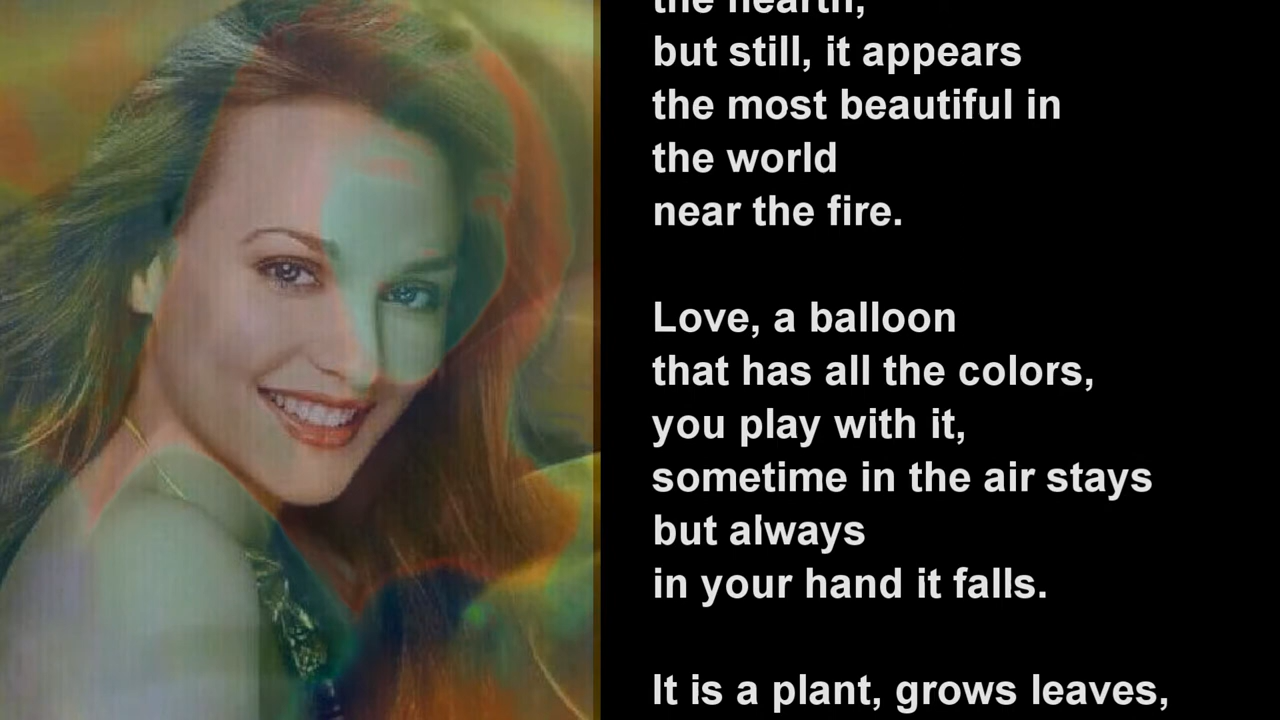 the hearth,
but still, it appears
the most beautiful in
the world
near the fire.
Love, a balloon
that has all the colors,
you play with it,
sometime in the air stays
but always
in your hand it falls.
It is a plant, grows leaves,